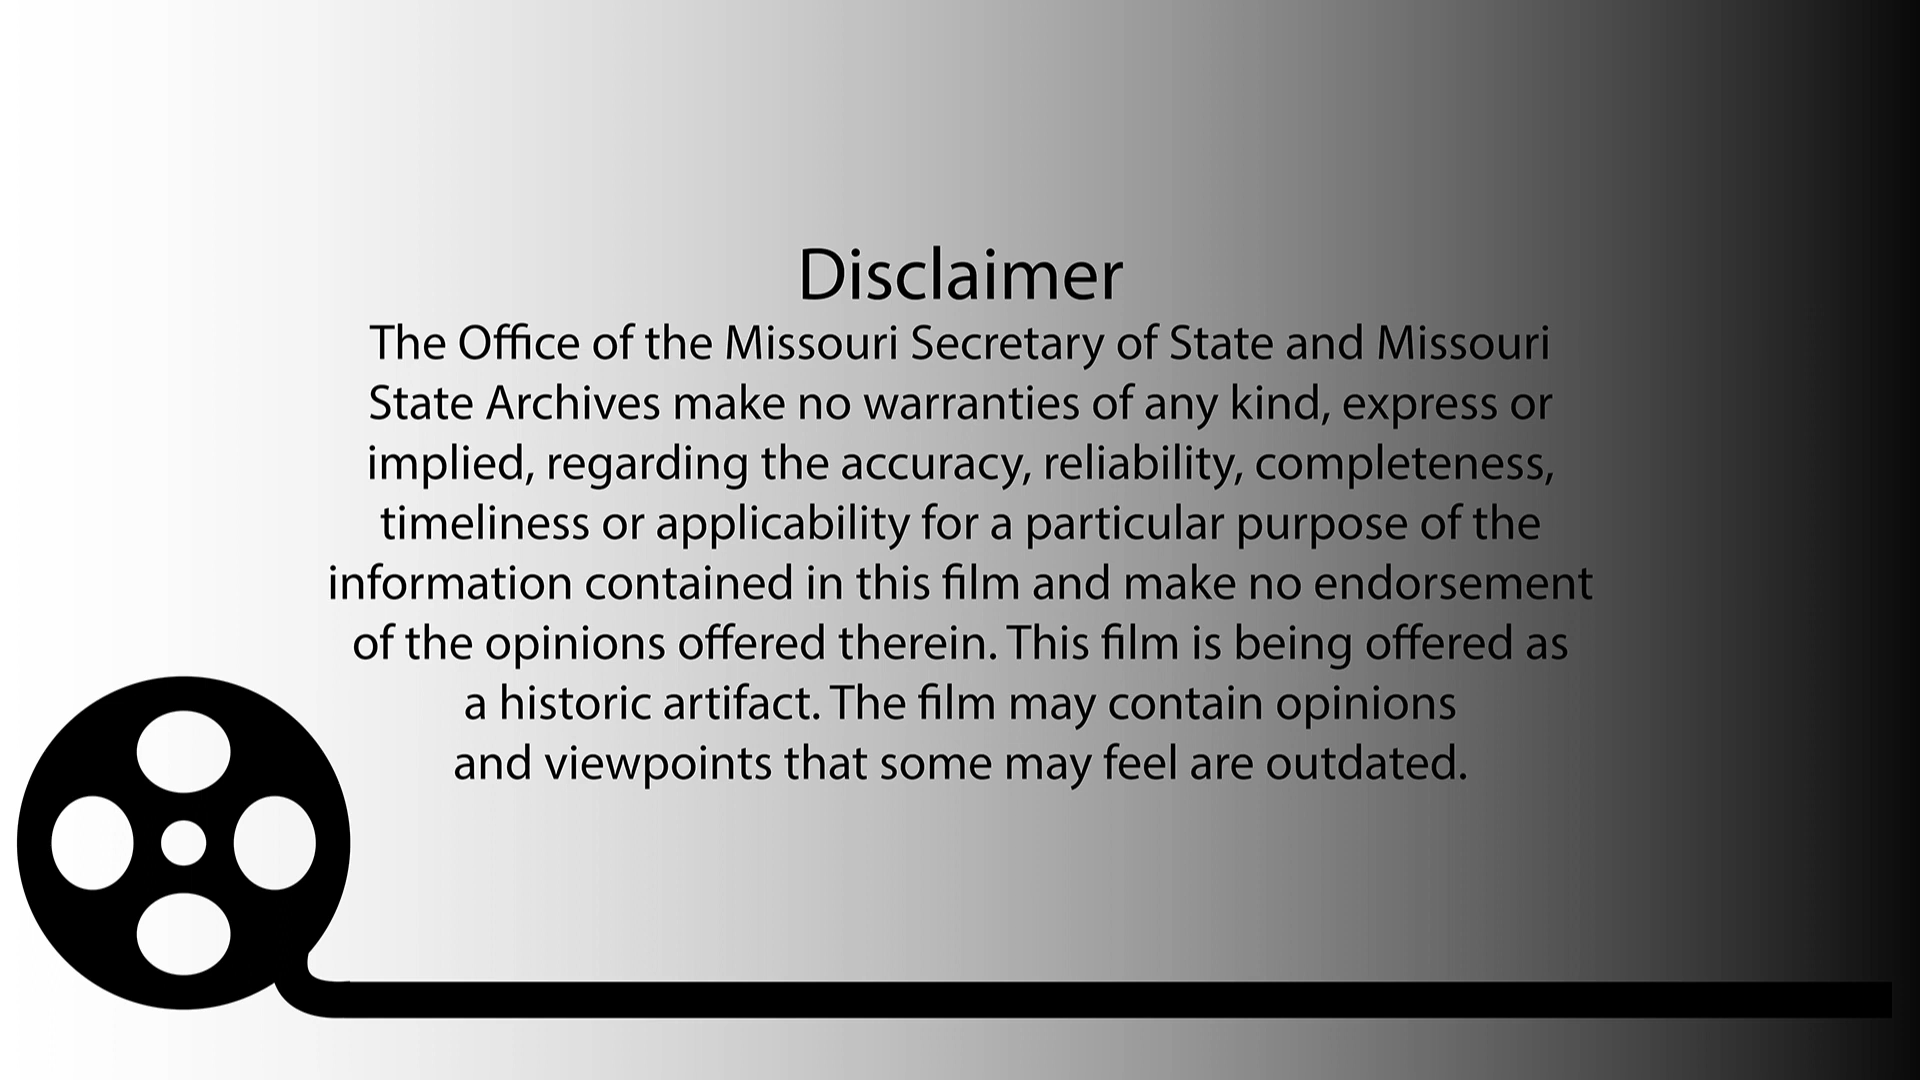 Disclaimer
The Office of the Missouri Secretary of State and Missouri
State Archives make no warranties of any kind, express or
implied, regarding the accuracy, reliability, completeness,
timeliness or applicability for a particular purpose of the
information contained in this film and make no endorsement
of the opinions offered therein. This film is being offered as
a historic artifact. The film may contain opinions
and viewpoints that some may feel are outdated.